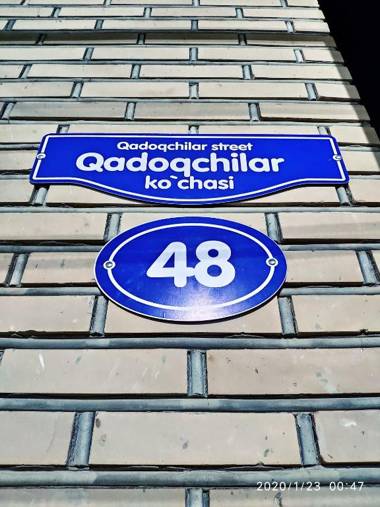 Qadoqchilar street
Qadoqchilar
ko`chasi
48
2020/1/23 00:47